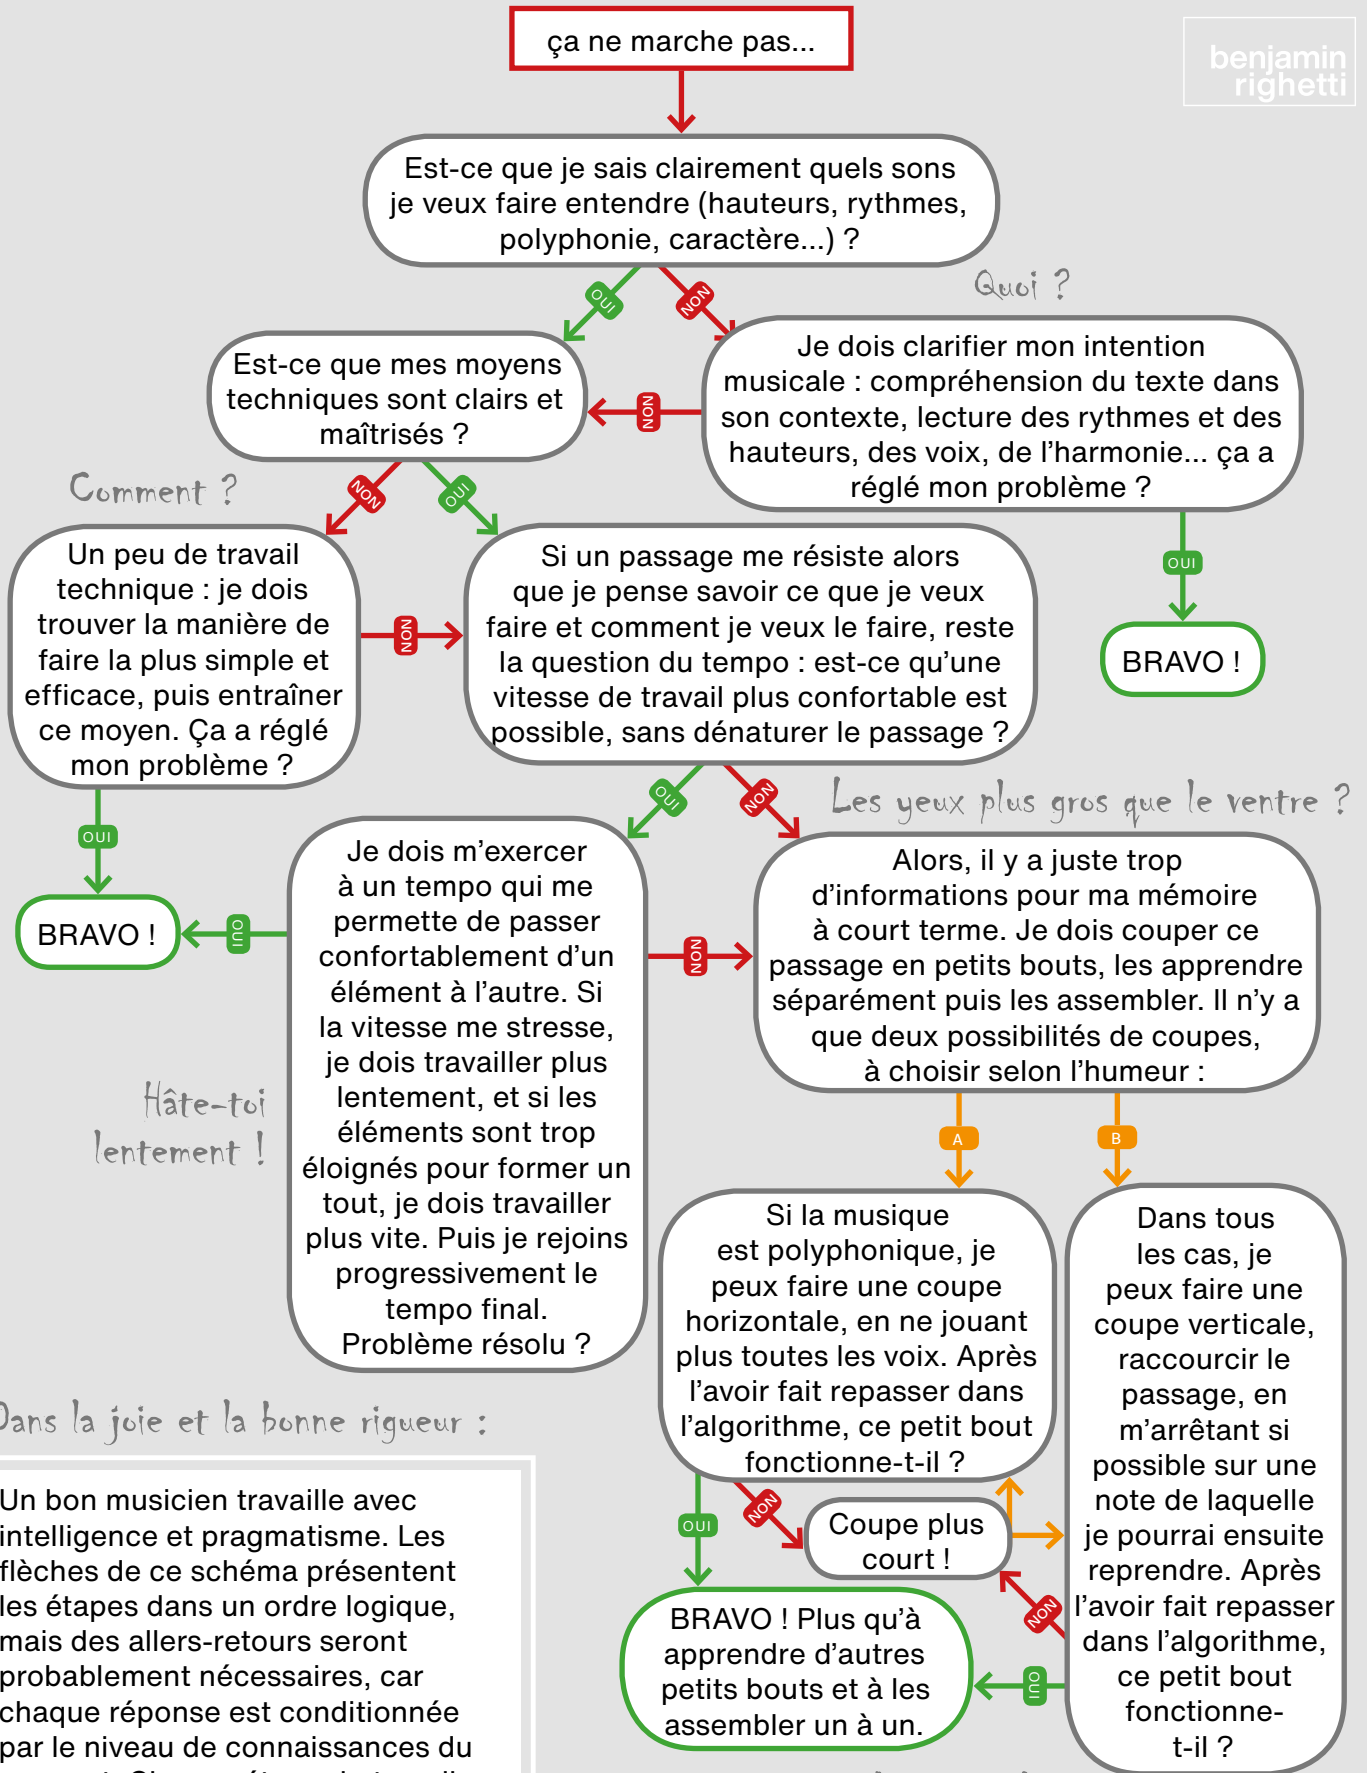 ça ne marche pas...
benjamin
righetti
Est-ce que je sais clairement quels sons
je veux faire entendre (hauteurs, rythmes,
polyphonie, caractère...) ?
OUI
NON
Quoi ?
Est-ce que mes moyens
techniques sont clairs et
maîtrisés ?
NON
Je dois clarifier mon intention
musicale : compréhension du texte dans
son contexte, lecture des rythmes et des
hauteurs, des voix, de l'harmonie... ça a
réglé mon problème ?
Comment ?
NON
OUI
OUI
BRAVO !
Un peu de travail
technique : je dois
trouver la manière de
faire la plus simple et
efficace, puis entraîner
ce moyen. Ça a réglé
mon problème ?
NON
Si un passage me résiste alors
que je pense savoir ce que je veux
faire et comment je veux le faire, reste
la question du tempo : est-ce qu'une
vitesse de travail plus confortable est
possible, sans dénaturer le passage ?
OUI
NON
Les yeux plus gros que le ventre ?
OUI
BRAVO !
OUI
Je dois m'exercer
à un tempo qui me
permette de passer
confortablement d'un
élément à l'autre. Si
la vitesse me stresse,
je dois travailler plus
lentement, et si les
éléments sont trop
éloignés pour former un
tout, je dois travailler
plus vite. Puis je rejoins
progressivement le
tempo final.
Problème résolu ?
NON
Alors, il y a juste trop
d'informations pour ma mémoire
à court terme. Je dois couper ce
passage en petits bouts, les apprendre
séparément puis les assembler. Il n'y a
que deux possibilités de coupes,
à choisir selon l'humeur :
Hâte-toi
lentement !
A
B
Si la musique
est polyphonique, je
peux faire une coupe
horizontale, en ne jouant
plus toutes les voix. Après
l'avoir fait repasser dans
l'algorithme, ce petit bout
fonctionne-t-il ?
Dans tous
les cas, je
peux faire une
coupe verticale,
raccourcir le
passage, en
m'arrêtant si
possible sur une
note de laquelle
je pourrai ensuite
reprendre. Après
l'avoir fait repasser
dans l'algorithme,
ce petit bout
fonctionne-
t-il ?
OUI
NON
Coupe plus
court !
NON
OUI
BRAVO ! Plus qu'à
apprendre d'autres
petits bouts et à les
assembler un à un.
Dans la joie et la bonne rigueur :
Un bon musicien travaille avec
intelligence et pragmatisme. Les
flèches de ce schéma présentent
les étapes dans un ordre logique,
mais des allers-retours seront
probablement nécessaires, car
chaque réponse est conditionnée
par le niveau de connaissances du